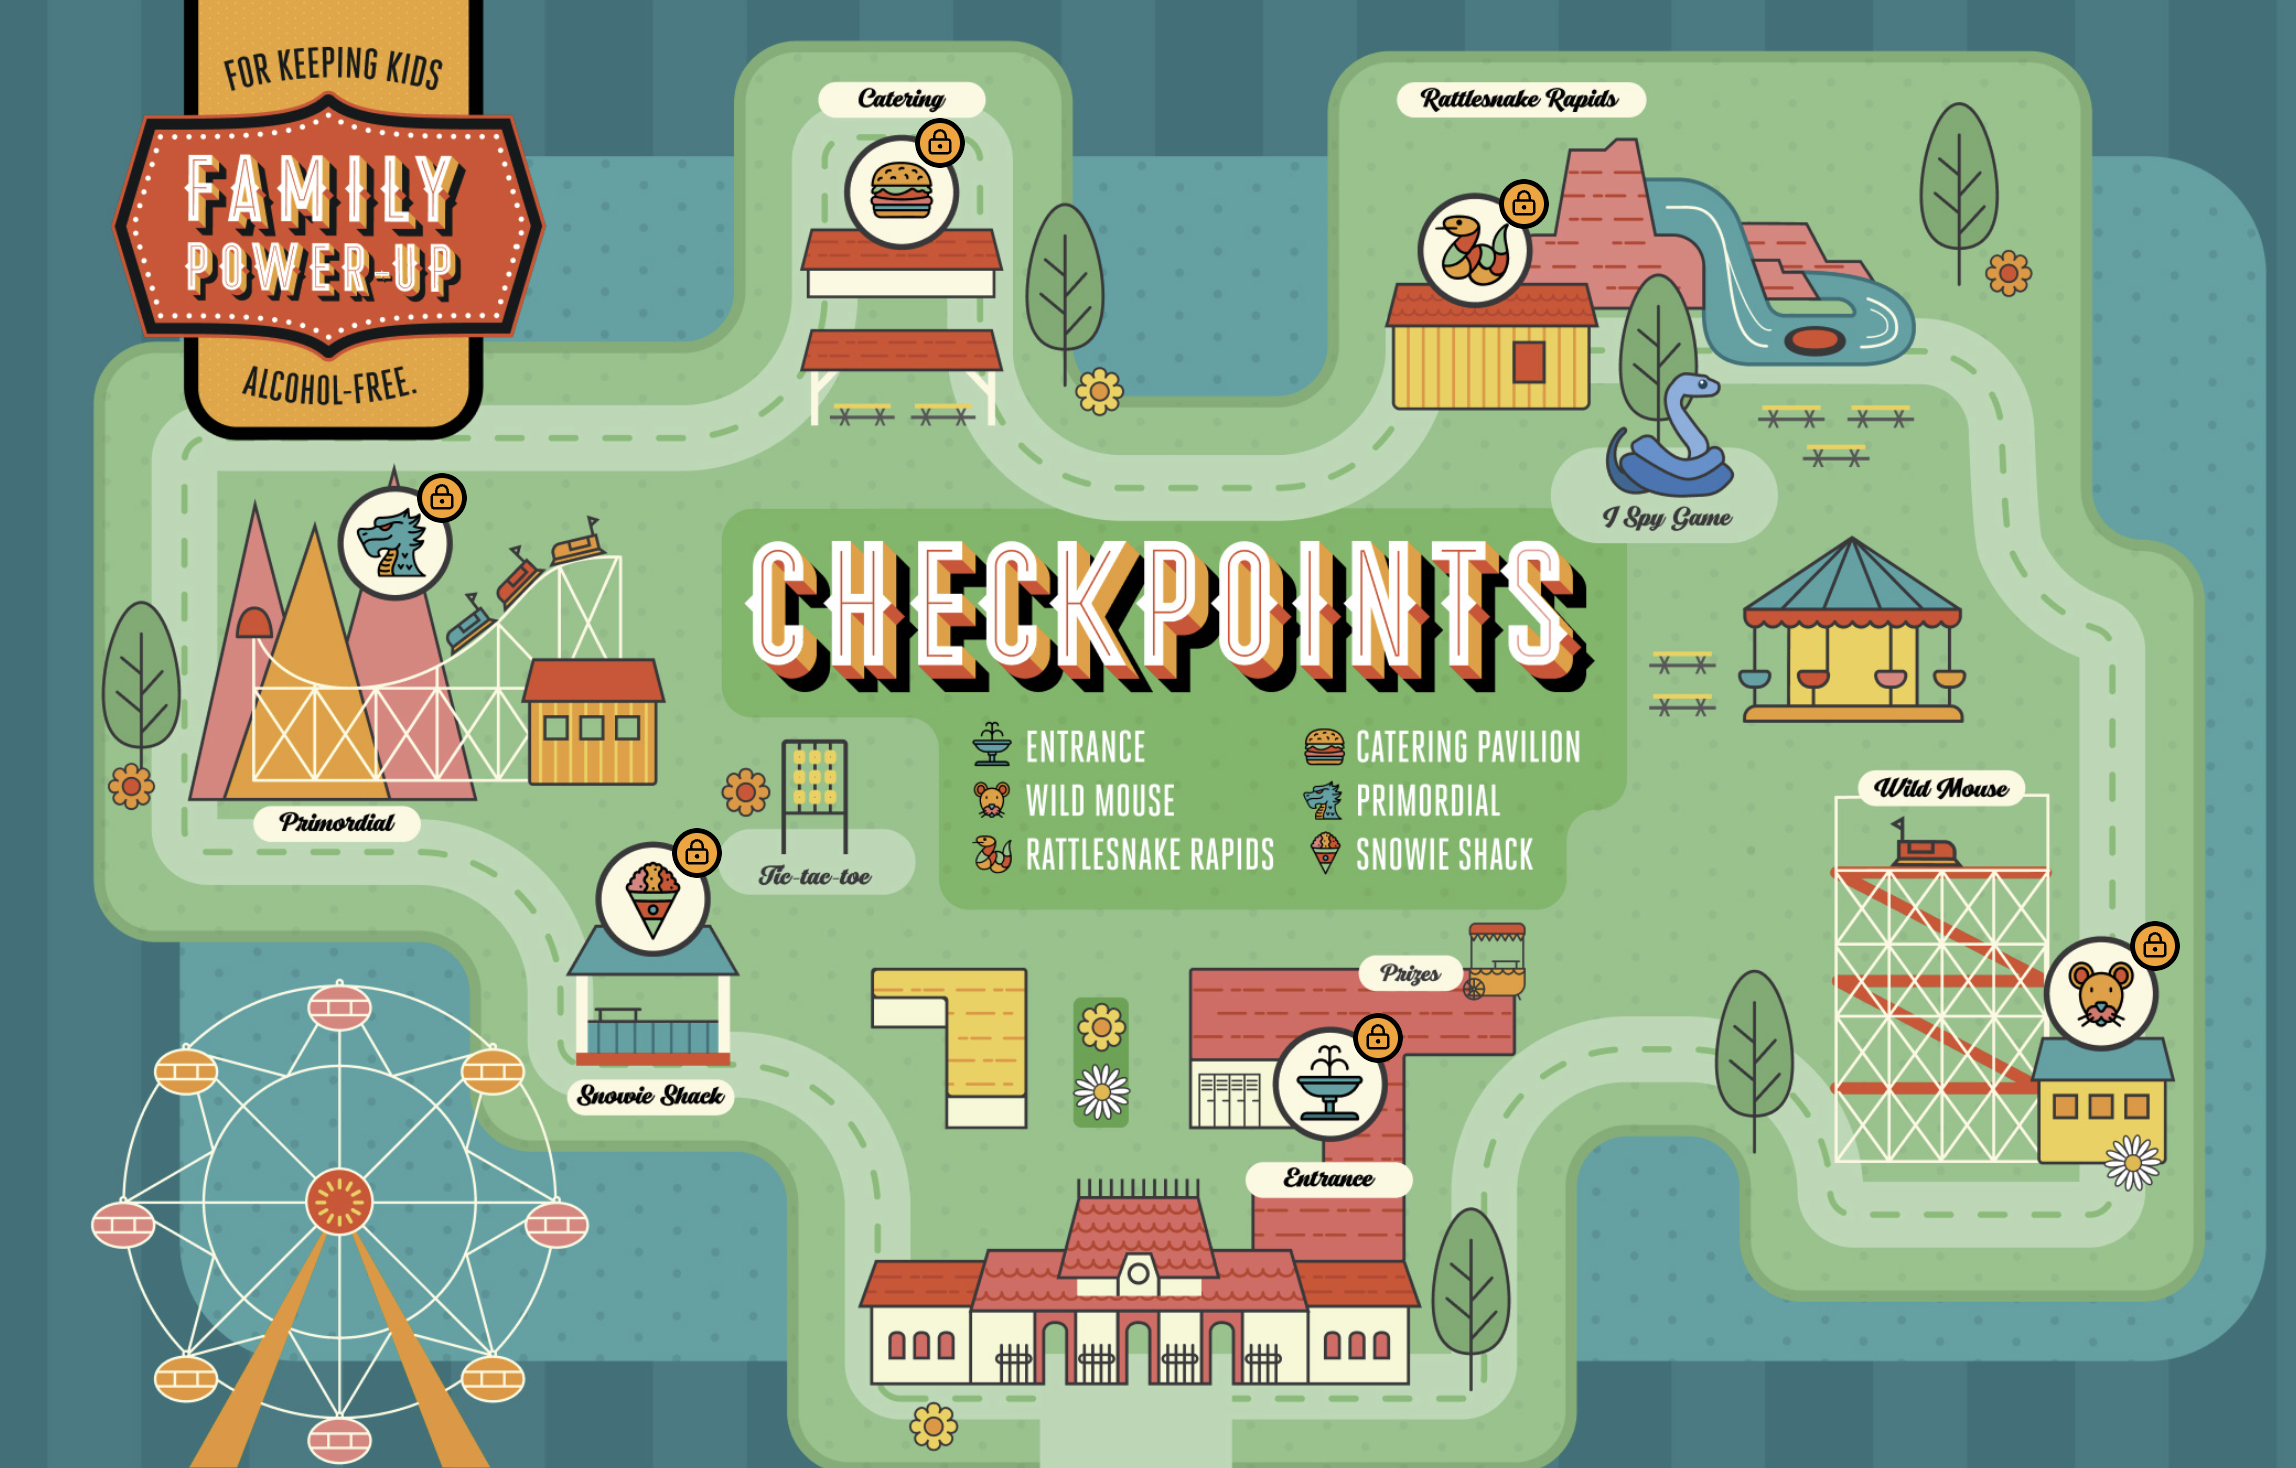 FOR KEEPING KIDS
FAMILY
POWER-UP
ALCOHOL-FREE.
Catering
Rattlesnake Rapids
I Spy Game
CHECKPOINTS
ENTRANCE
WILD MOUSE
RATTLESNAKE RAPIDS
CATERING PAVILION
PRIMORDIAL
SNOWIE SHACK
Primordial
Tic-tac-toe
Wild Mouse
Prizes
Snowie Shack
Entrance